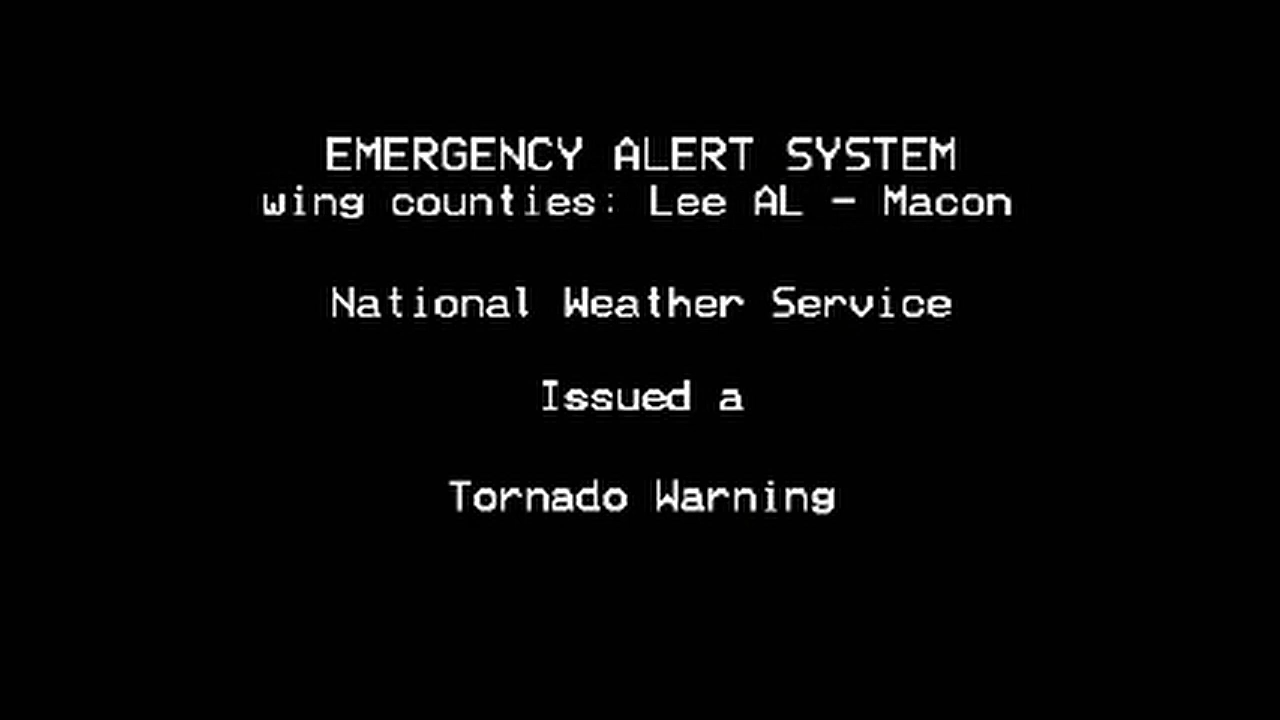 EMERGENCY ALERT SYSTEM
wing counties: Lee AL - Macon
National Weather Service
Issued a
Tornado Warning